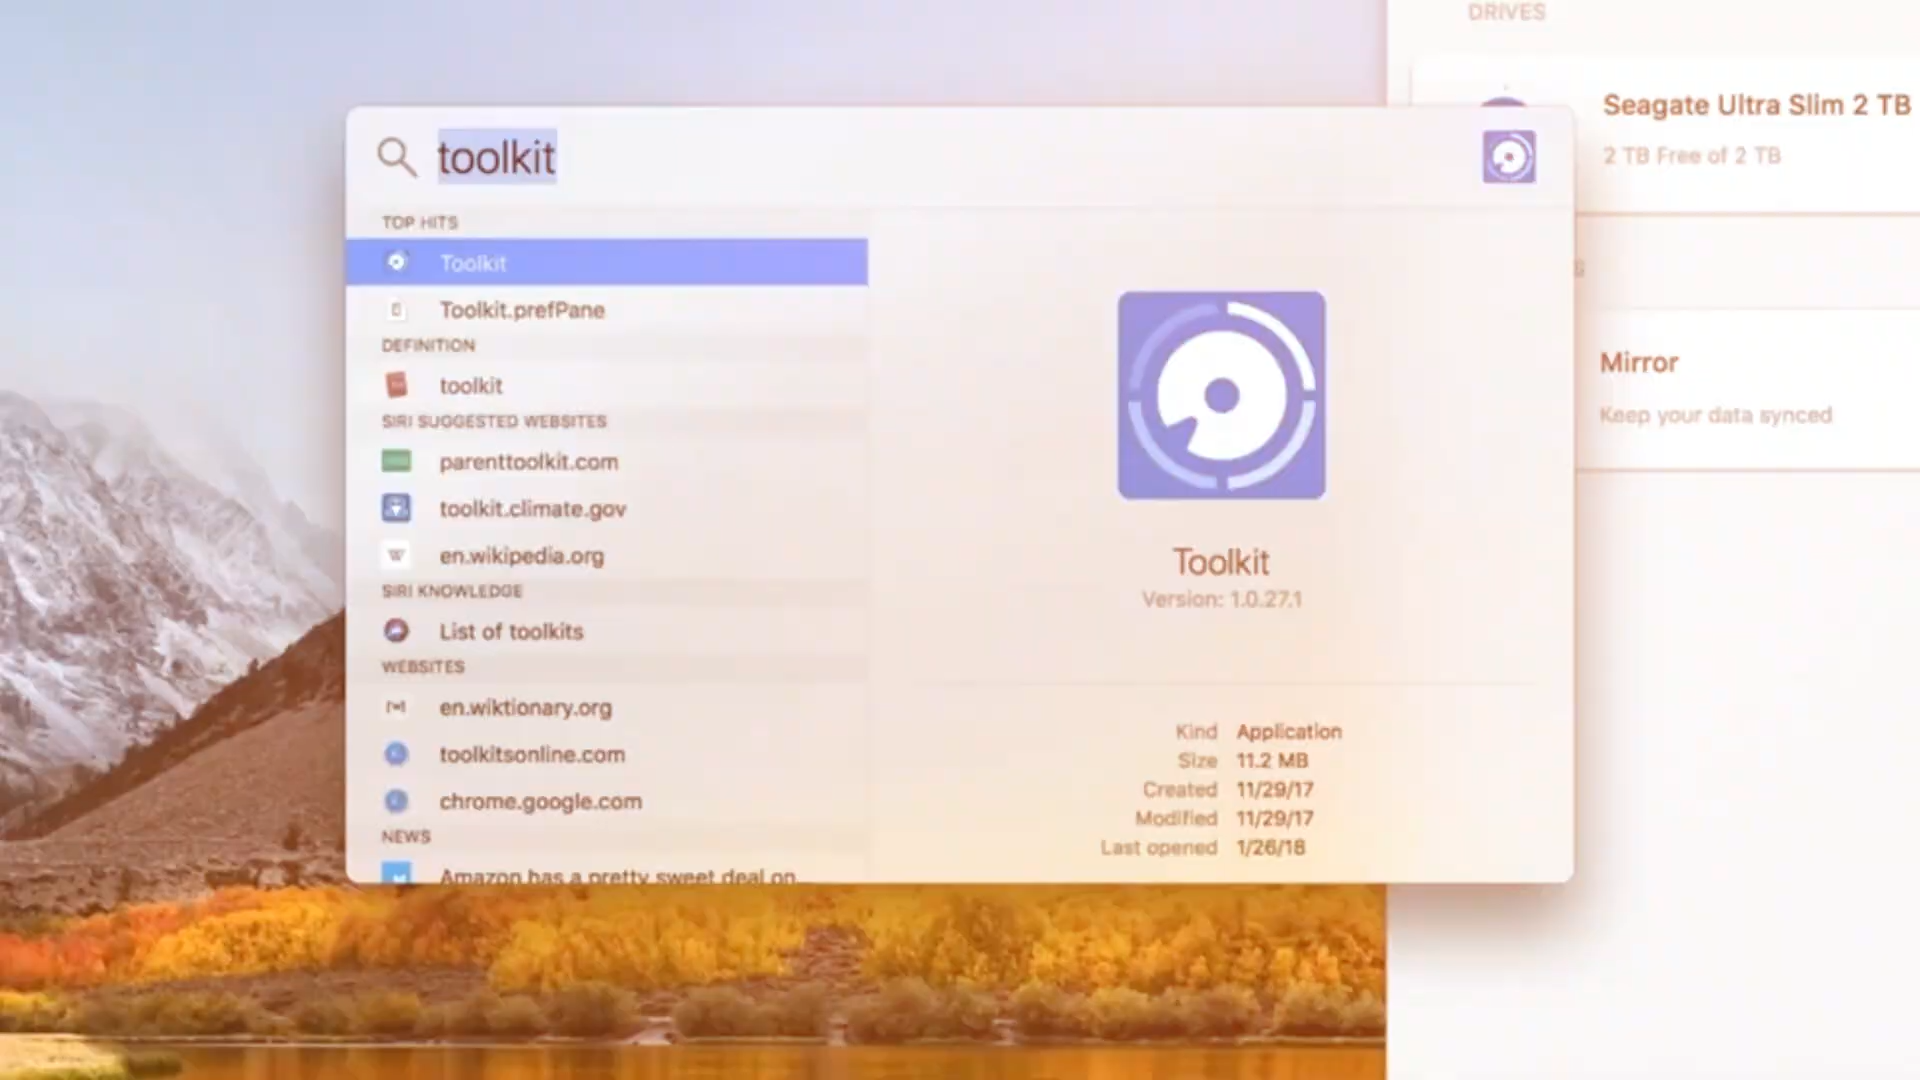 DRIVES
Seagate Ultra Slim 2 TB
2 TB Free of 2 TB
toolkit
TOP HITS
Toolkit
Toolkit.prefPane
DEFINITION
toolkit
SIRI SUGGESTED WEBSITES
parenttoolkit.com
toolkit.climate.gov
en.wikipedia.org
SIRI KNOWLEDGE
List of toolkits
WEBSITES
en.wiktionary.org
toolkitsonline.com
chrome.google.com
NEWS
Amazon has a pretty sweet deal on
Toolkit
Version: 1.0.27.1
Kind Application
Size 11.2 MB
Created 11/29/17
Modified 11/29/17
Last opened 1/26/18
Mirror
Keep your data synced